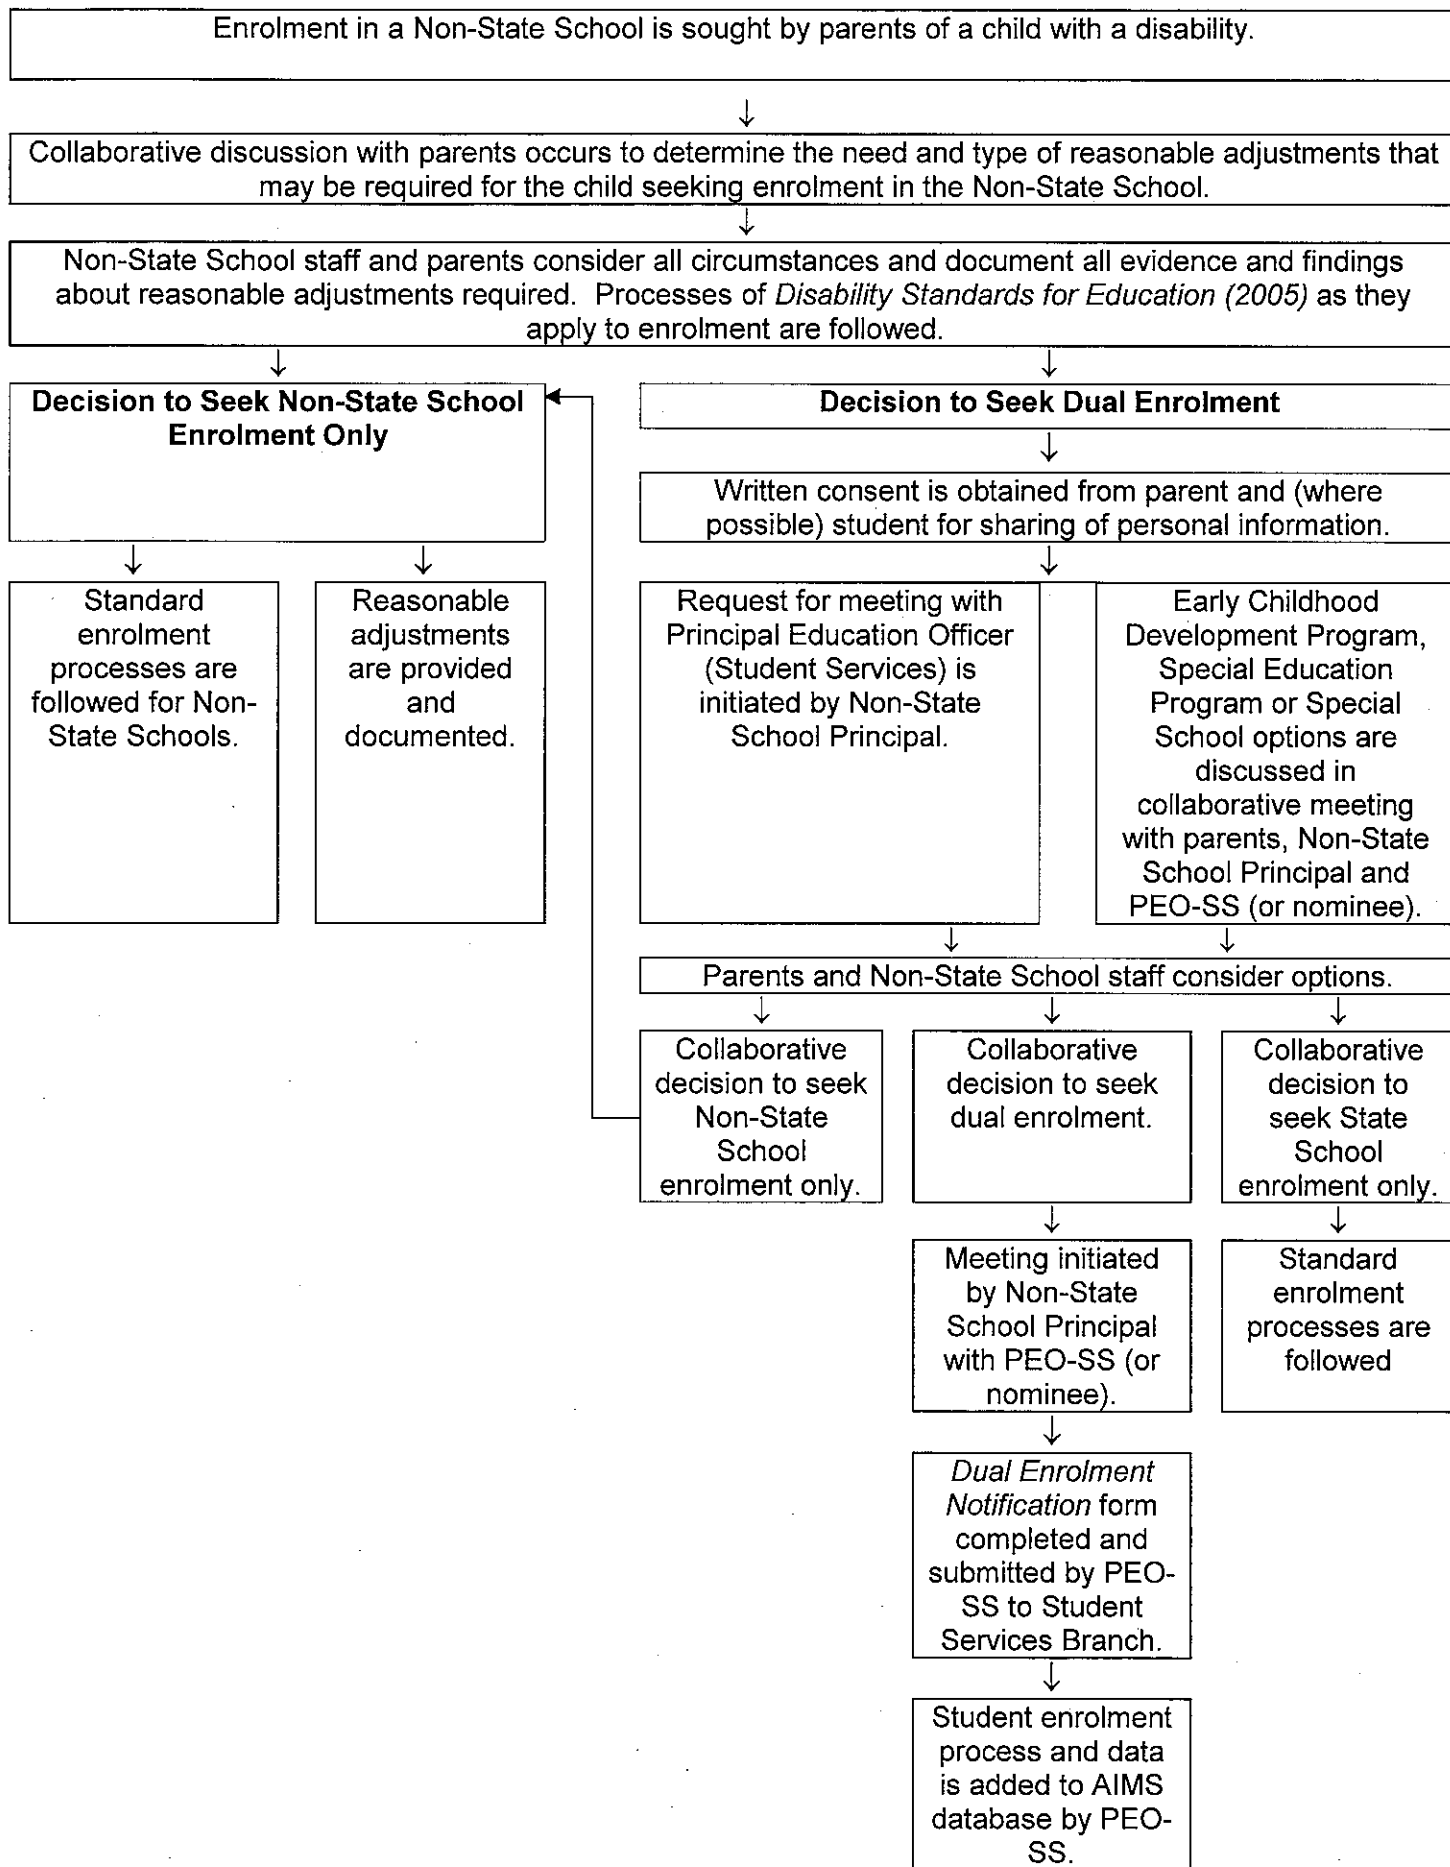 Enrolment in a Non-State School is sought by parents of a child with a disability.
Collaborative discussion with parents occurs to determine the need and type of reasonable adjustments that
may be required for the child seeking enrolment in the Non-State School.
Non-State School staff and parents consider all circumstances and document all evidence and findings
about reasonable adjustments required. Processes of Disability Standards for Education (2005) as they
apply to enrolment are followed.
Decision to Seek Non-State School
Enrolment Only
Standard
enrolment
processes are
followed for Non-
State Schools.
Reasonable
adjustments
are provided
and
documented.
Decision to Seek Dual Enrolment
Written consent is obtained from parent and (where
possible) student for sharing of personal information.
Request for meeting with
Principal Education Officer
(Student Services) is
initiated by Non-State
School Principal.
Early Childhood
Development Program,
Special Education
Program or Special
School options are
discussed in
collaborative meeting
with parents, Non-State
School Principal and
PEO-SS (or nominee).
Parents and Non-State School staff consider options.
Collaborative
decision to seek
Non-State
School
enrolment only.
Collaborative
decision to seek
dual enrolment.
Collaborative
decision to
seek State
School
enrolment only.
Meeting initiated
by Non-State
School Principal
with PEO-SS (or
nominee).
Standard
enrolment
processes are
followed
Dual Enrolment
Notification form
completed and
submitted by PEO-
SS to Student
Services Branch.
Student enrolment
process and data
is added to AIMS
database by PEO-
SS.